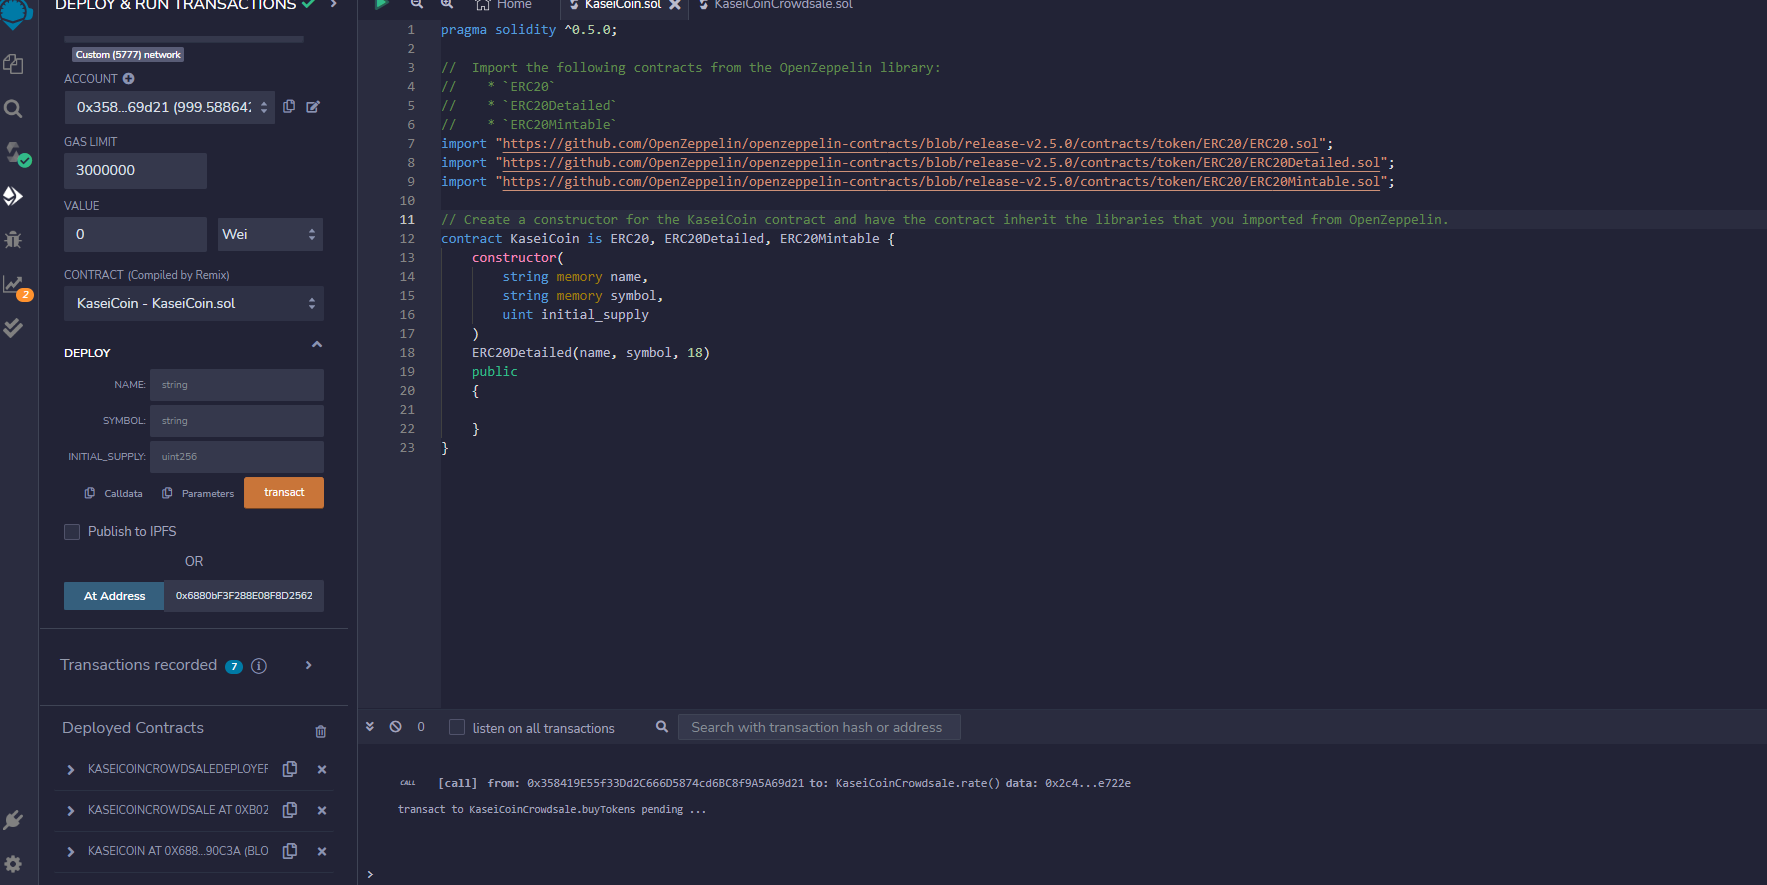 DEPLOY & RUN TRANSACTIONS
Custom (5777) network
ACCOUNT
0x358...69d21 (999.588642
GAS LIMIT
3000000
VALUE
0
Wei
CONTRACT (Compiled by Remix)
KaseiCoin - KaseiCoin.sol
DEPLOY
NAME: string
SYMBOL: string
INITIAL_SUPPLY: uint256
Calldata Parameters transact
Publish to IPFS
OR
At Address 0x6880bF3F288E08F8D2562
Transactions recorded 7
Deployed Contracts
KASEICOINCROWDSALEDEPLOYER
KASEICOINCROWDSALE AT 0XB02
KASEICOIN AT 0X688...90C3A (BLO
2
Home KaseiCoin.sol KaseiCoinCrowdsale.sol
1 pragma solidity ^0.5.0;
2
3 //  Import the following contracts from the OpenZeppelin library:
4 //    * `ERC20`
5 //    * `ERC20Detailed`
6 //    * `ERC20Mintable`
7 import "https://github.com/OpenZeppelin/openzeppelin-contracts/blob/release-v2.5.0/contracts/token/ERC20/ERC20.sol";
8 import "https://github.com/OpenZeppelin/openzeppelin-contracts/blob/release-v2.5.0/contracts/token/ERC20/ERC20Detailed.sol";
9 import "https://github.com/OpenZeppelin/openzeppelin-contracts/blob/release-v2.5.0/contracts/token/ERC20/ERC20Mintable.sol";
10
11 // Create a constructor for the KaseiCoin contract and have the contract inherit the libraries that you imported from OpenZeppelin.
12 contract KaseiCoin is ERC20, ERC20Detailed, ERC20Mintable {
13     constructor(
14         string memory name,
15         string memory symbol,
16         uint initial_supply
17     )
18     ERC20Detailed(name, symbol, 18)
19     public
20     {
21
22     }
23 }
0 listen on all transactions Search with transaction hash or address
CALL [call] from: 0x358419E55f33Dd2C666D5874cd6BC8f9A5A69d21 to: KaseiCoinCrowdsale.rate() data: 0x2c4...e722e
transact to KaseiCoinCrowdsale.buyTokens pending ...
>